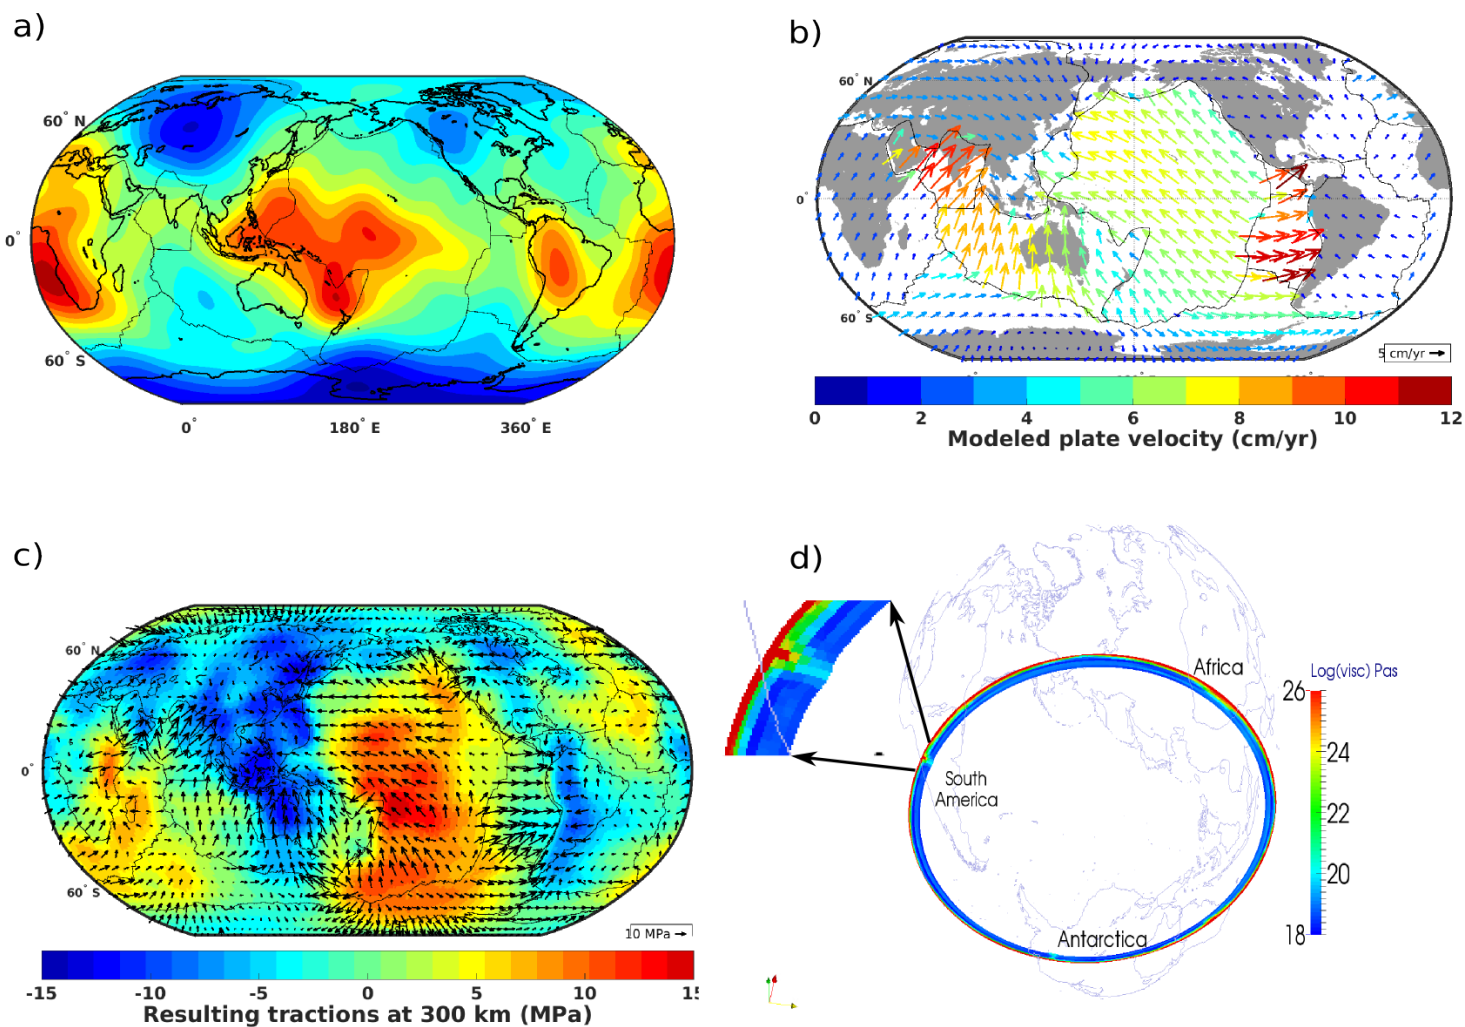 a)
60° N
0°
60° S
0°
180° E
360° E
b)
60° N
0°
60° S
5 cm/yr
0 2 4 6 8 10 12
Modeled plate velocity (cm/yr)
c)
60° N
0°
60° S
10 MPa
-15 -10 -5 0 5 10 15
Resulting tractions at 300 km (MPa)
d)
Africa
South
America
Antarctica
Log(visc) Pas
26
24
22
20
18